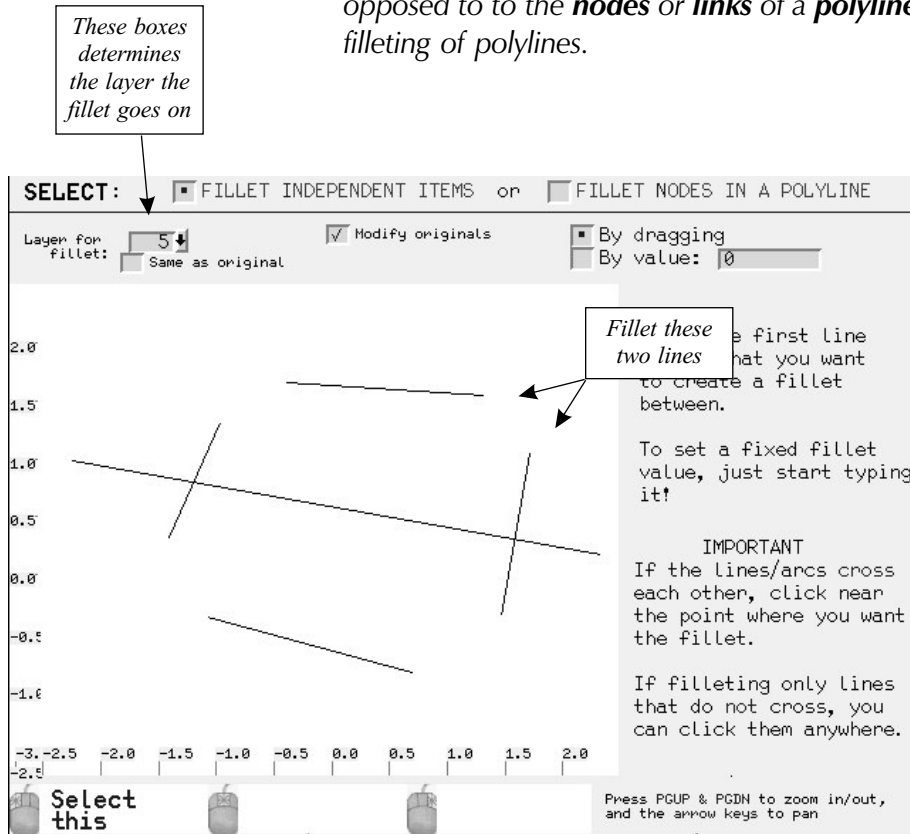 opposed to to the nodes or links of a polyline
filleting of polylines.
These boxes
determines
the layer the
fillet goes on
SELECT: FILLET INDEPENDENT ITEMS or FILLET NODES IN A POLYLINE
Layer for
fillet: 5
Same as original
Modify originals
By dragging
By value: 0
Fillet these
two lines
e first line
hat you want
to create a fillet
between.
To set a fixed fillet
value, just start typing
it!
IMPORTANT
If the lines/arcs cross
each other, click near
the point where you want
the fillet.
If filleting only lines
that do not cross, you
can click them anywhere.
2.0
1.5
1.0
0.5
0.0
-0.5
-1.0
-3.-2.5 -2.0 -1.5 -1.0 -0.5 0.0 0.5 1.0 1.5 2.0
-2.5
Select
this
Press PGUP & PGDN to zoom in/out,
and the arrow keys to pan